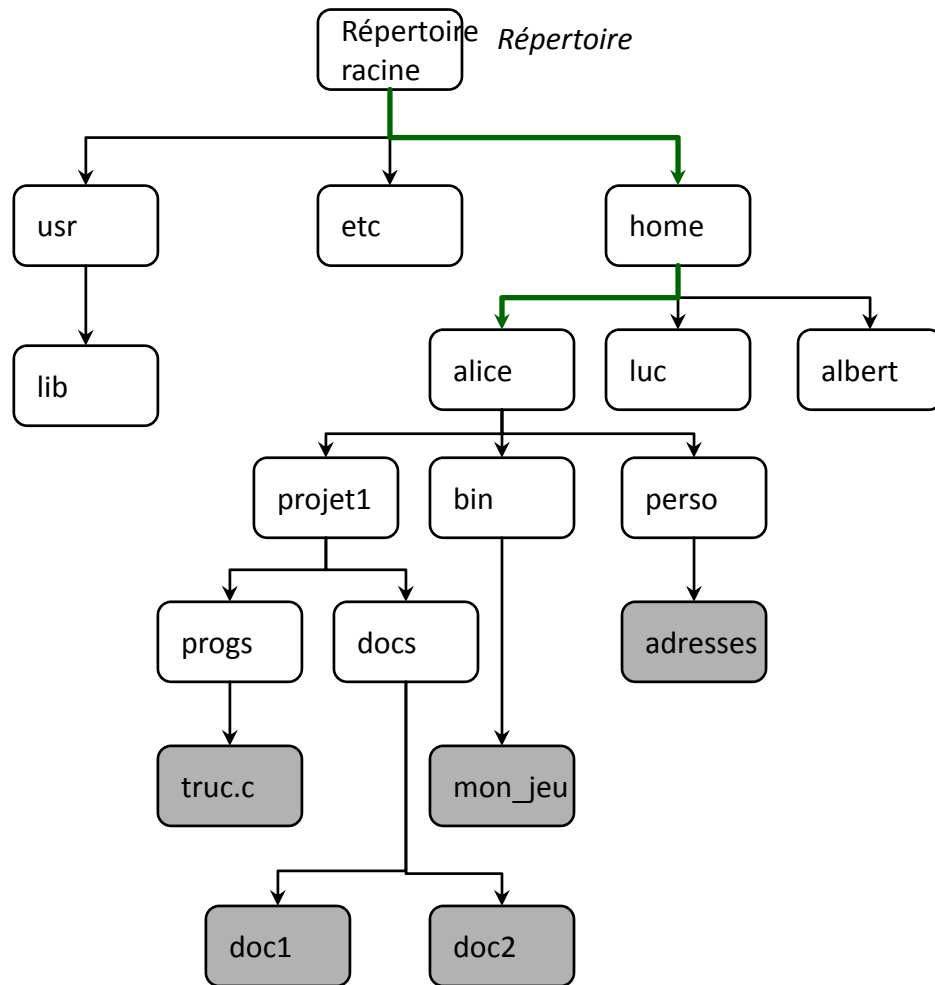 Répertoire
racine
Répertoire
usr
etc
home
lib
alice
luc
albert
projet1
bin
perso
progs
docs
adresses
truc.c
mon_jeu
doc1
doc2